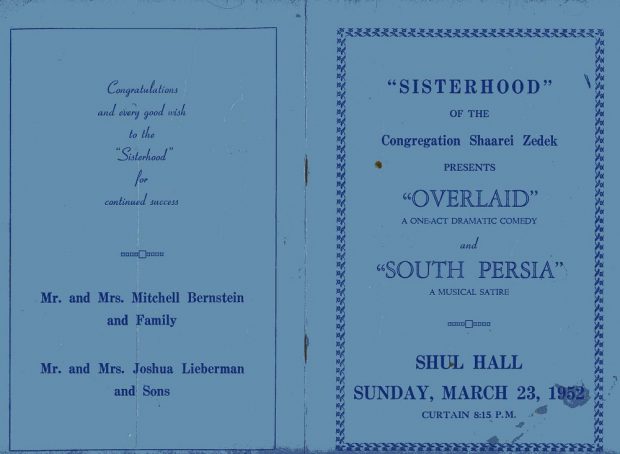 Congratulations
and every good wish
to the
"Sisterhood"
for
continued success
Mr. and Mrs. Mitchell Bernstein
and Family
Mr. and Mrs. Joshua Lieberman
and Sons
"SISTERHOOD"
OF THE
Congregation Shaarei Zedek
PRESENTS
"OVERLAID"
A ONE-ACT DRAMATIC COMEDY
and
"SOUTH PERSIA"
A MUSICAL SATIRE
SHUL HALL
SUNDAY, MARCH 23, 1952
CURTAIN 8:15 P.M.